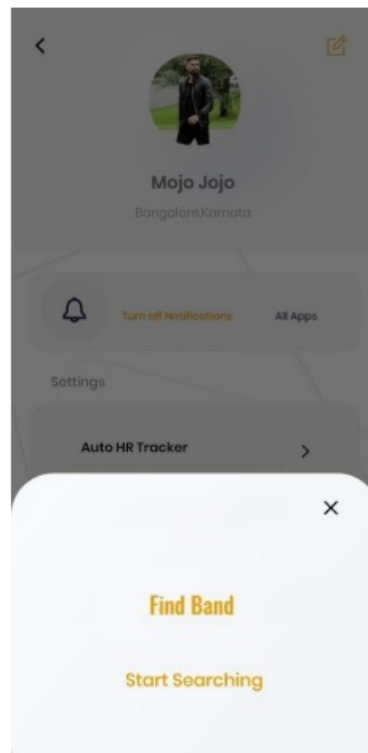 Mojo Jojo
Bangalore,Karnata
Turn off Notifications All Apps
Settings
Auto HR Tracker
Find Band
Start Searching